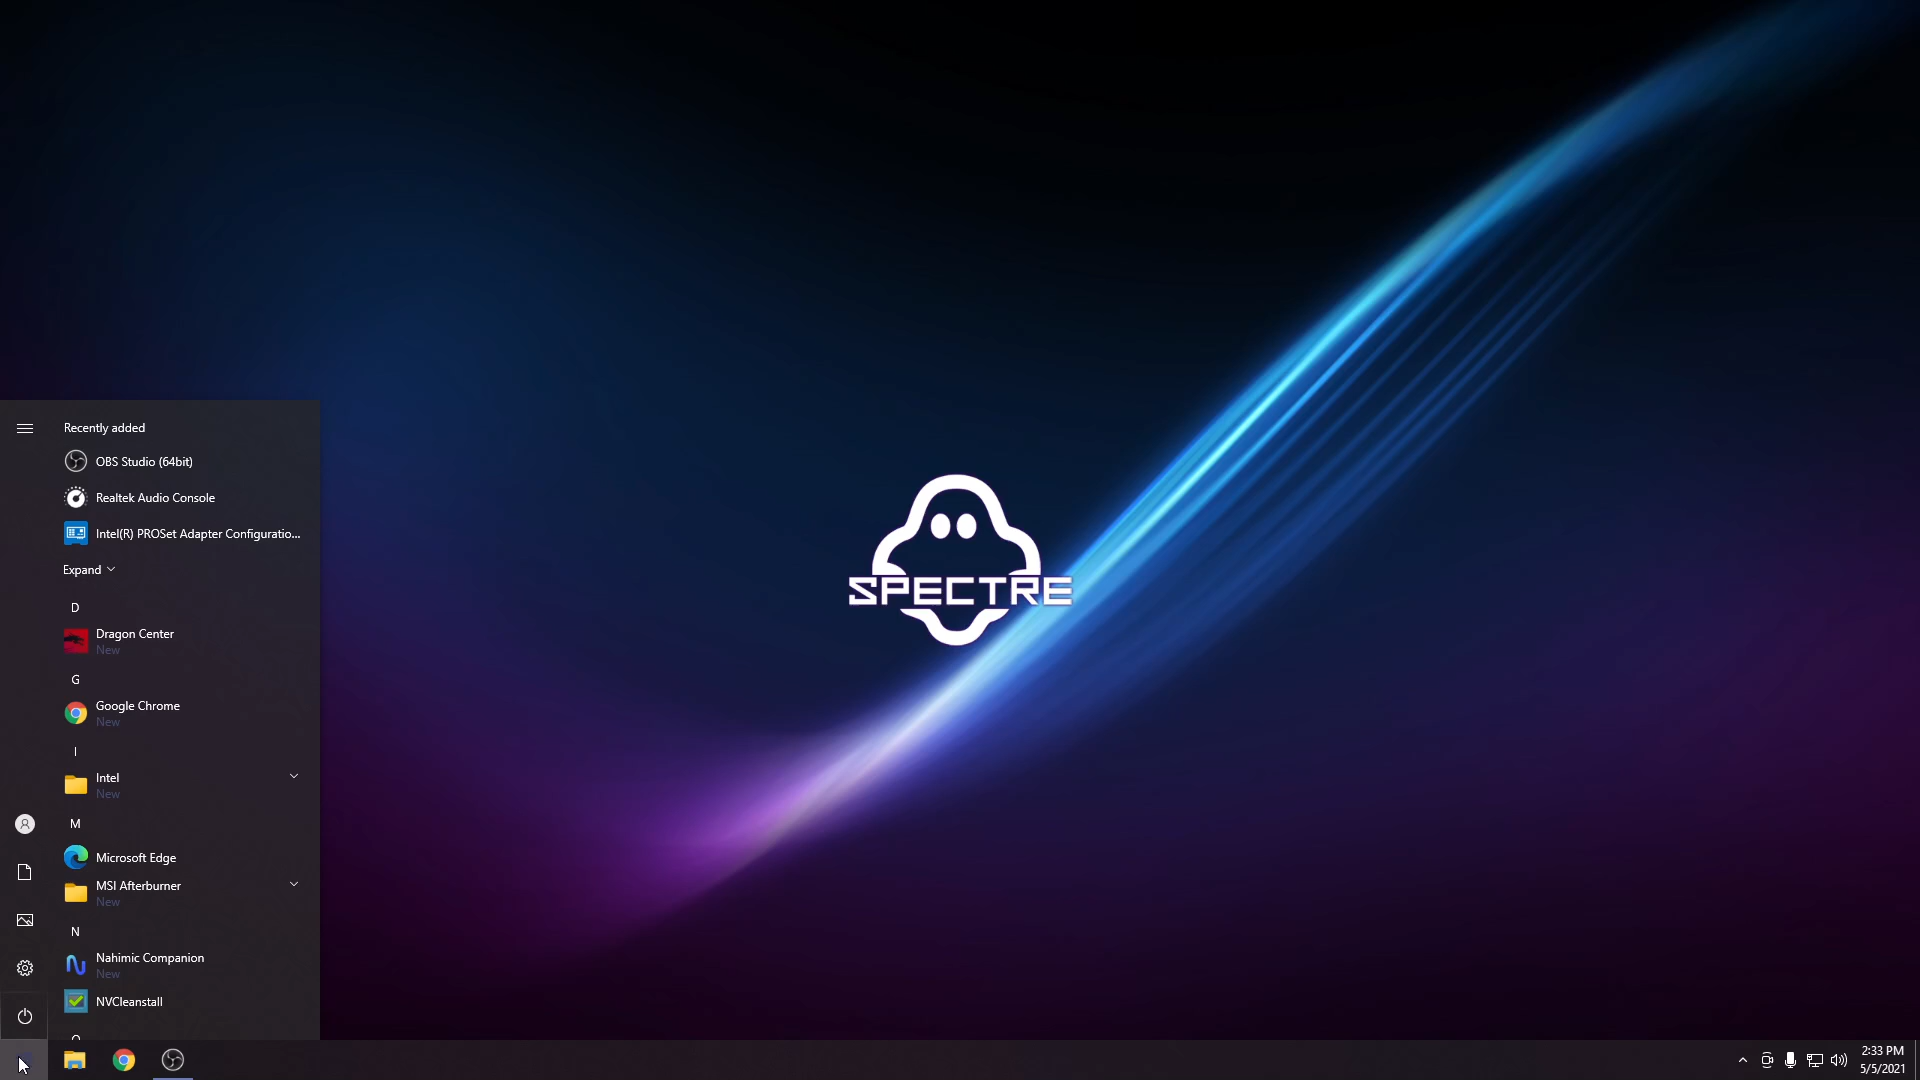 Recently added
OBS Studio (64bit)
Realtek Audio Console
Intel(R) PROSet Adapter Configuratio...
Expand
D
Dragon Center
New
G
Google Chrome
New
I
Intel
New
M
Microsoft Edge
MSI Afterburner
New
N
Nahimic Companion
New
NVCleanstall
SPECTRE
2:33 PM
5/5/2021